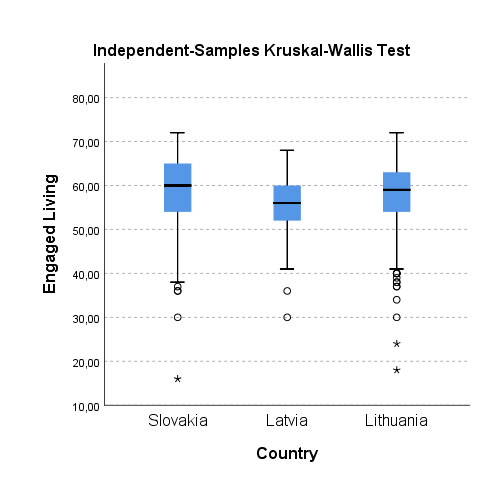 Independent-Samples Kruskal-Wallis Test
80,00
70,00
60,00
50,00
40,00
30,00
20,00
10,00
Engaged Living
Slovakia Latvia Lithuania
Country